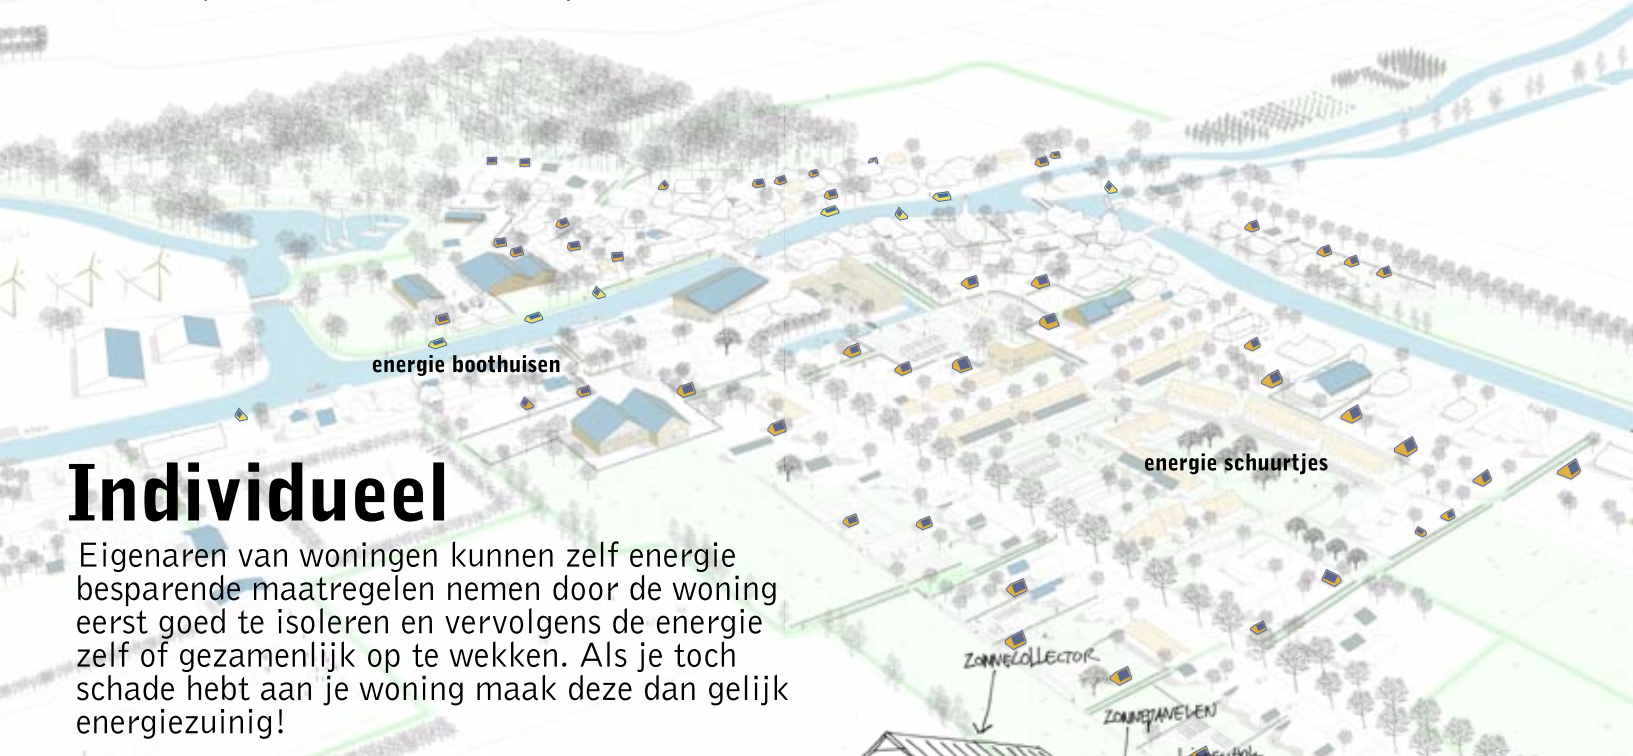 energie boothuisen
energie schuurtjes
Individueel
Eigenaren van woningen kunnen zelf energie
besparende maatregelen nemen door de woning
eerst goed te isoleren en vervolgens de energie
zelf of gezamenlijk op te wekken. Als je toch
schade hebt aan je woning maak deze dan gelijk
energiezuinig!
ZONNECOLLECTOR
ZONNEPANELEN